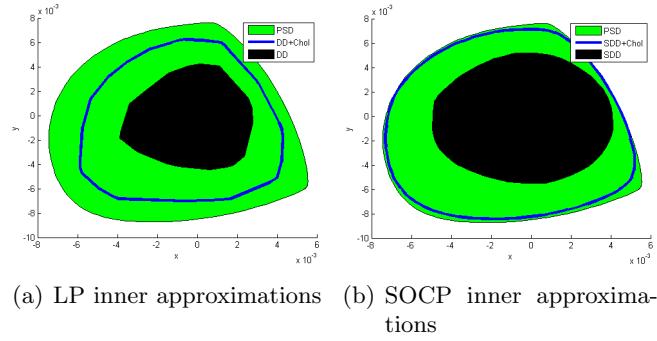 8 × 10⁻³
6
4
2
0
-2
-4
-6
-8
-10
y
-8 -6 -4 -2 0 2 4 6
x
x 10⁻³
PSD
DD+Chol
DD
(a) LP inner approximations
8 × 10⁻³
6
4
2
0
-2
-4
-6
-8
-10
y
-8 -6 -4 -2 0 2 4 6
x
x 10⁻³
PSD
SDD+Chol
SDD
(b) SOCP inner approxima-
tions